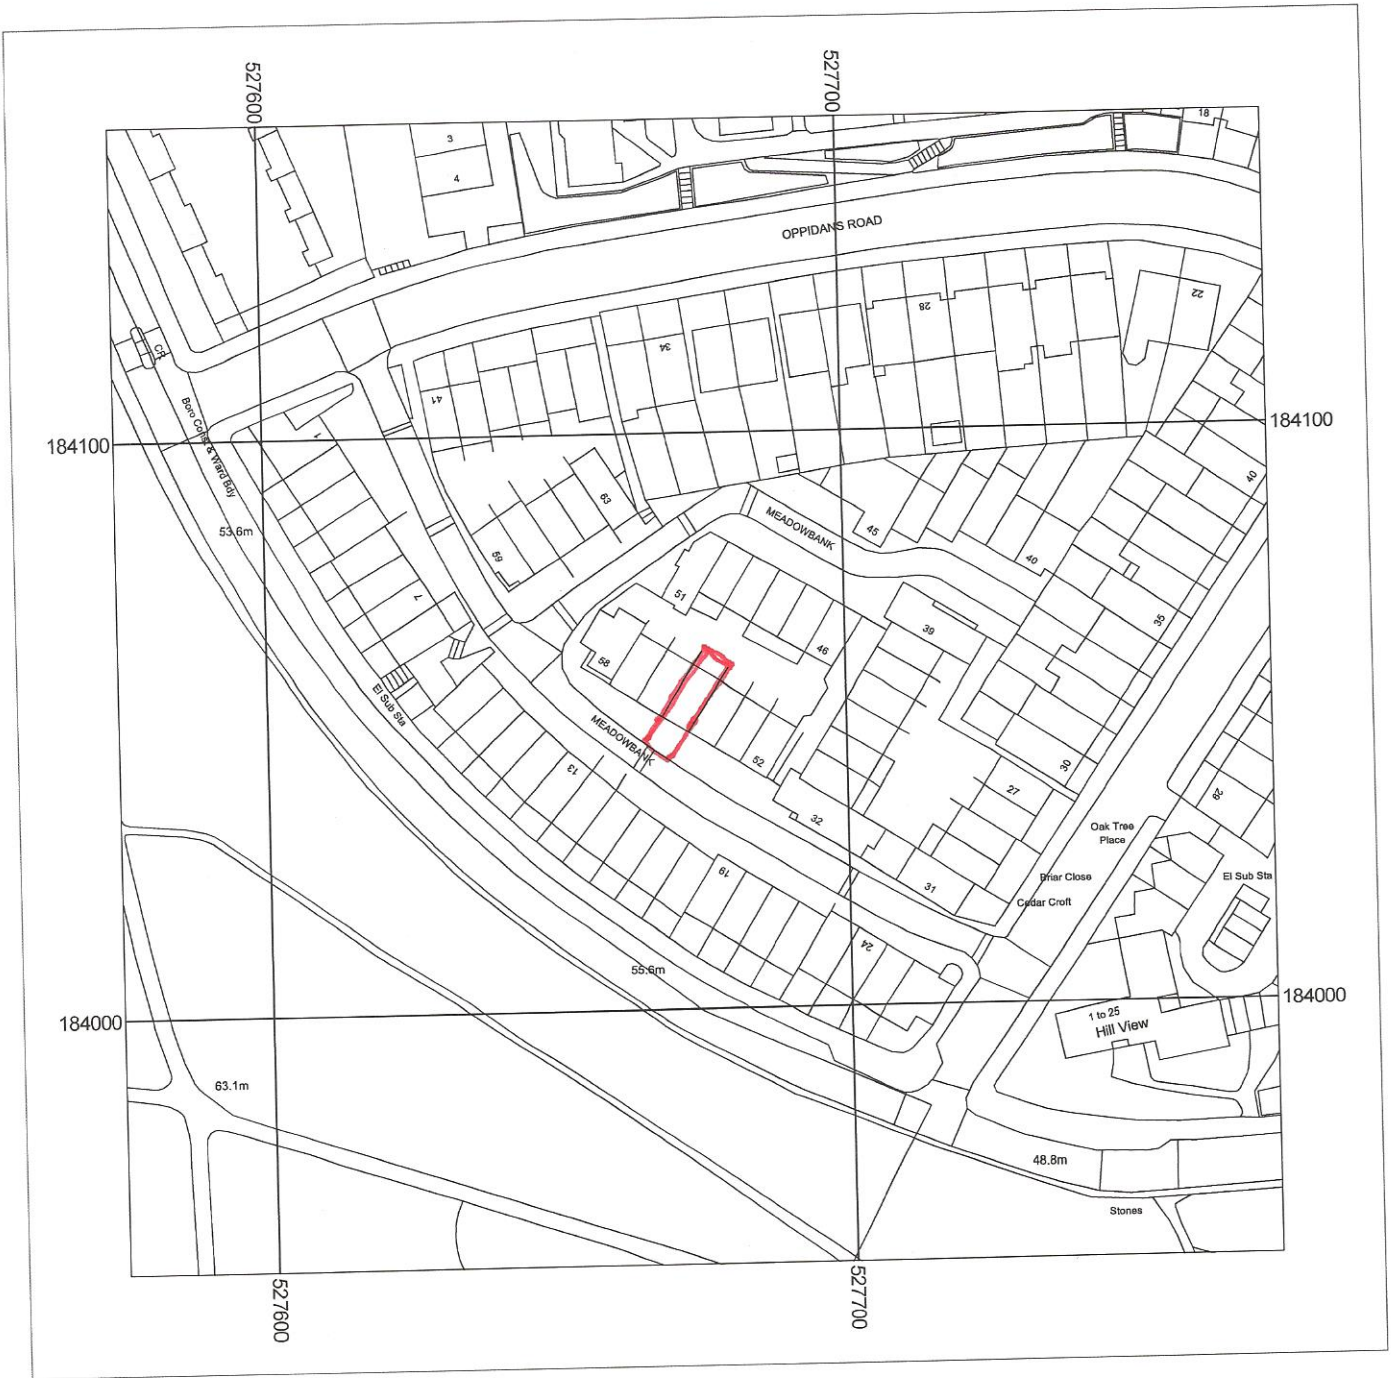 527600
527700
18
3
4
OPPIDANS ROAD
22
28
34
CR
41
Boro Const & Ward Bdy
1
184100
184100
40
63
MEADOWBANK
45
53.6m
59
40
7
51
35
39
46
58
El Sub Sta
MEADOWBANK
13
52
30
27
29
32
Oak Tree
Place
19
31
Briar Close
El Sub Sta
Cedar Croft
24
55.6m
184000
184000
1 to 25
Hill View
63.1m
48.8m
Stones
527600
527700